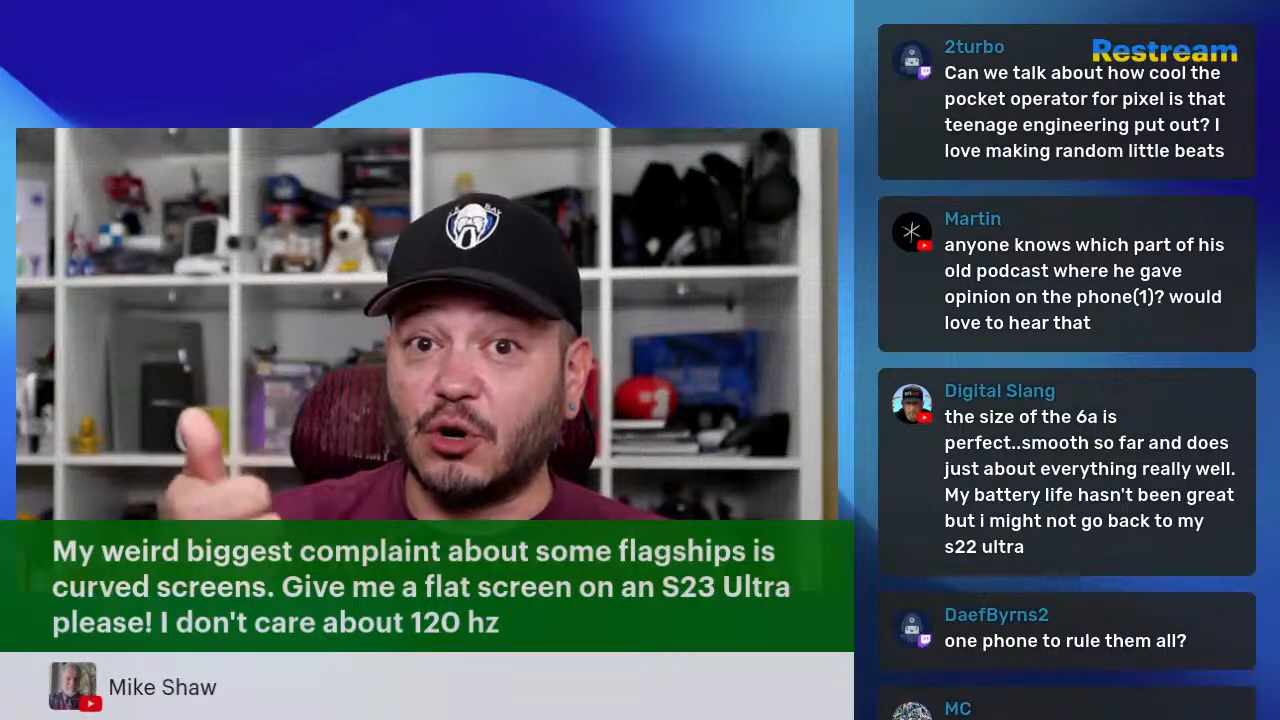 2turbo
Restream
Can we talk about how cool the
pocket operator for pixel is that
teenage engineering put out? I
love making random little beats
Martin
anyone knows which part of his
old podcast where he gave
opinion on the phone(1)? would
love to hear that
Digital Slang
the size of the 6a is
perfect..smooth so far and does
just about everything really well.
My battery life hasn't been great
but i might not go back to my
s22 ultra
DaefByrns2
one phone to rule them all?
MC
My weird biggest complaint about some flagships is
curved screens. Give me a flat screen on an S23 Ultra
please! I don't care about 120 hz
Mike Shaw